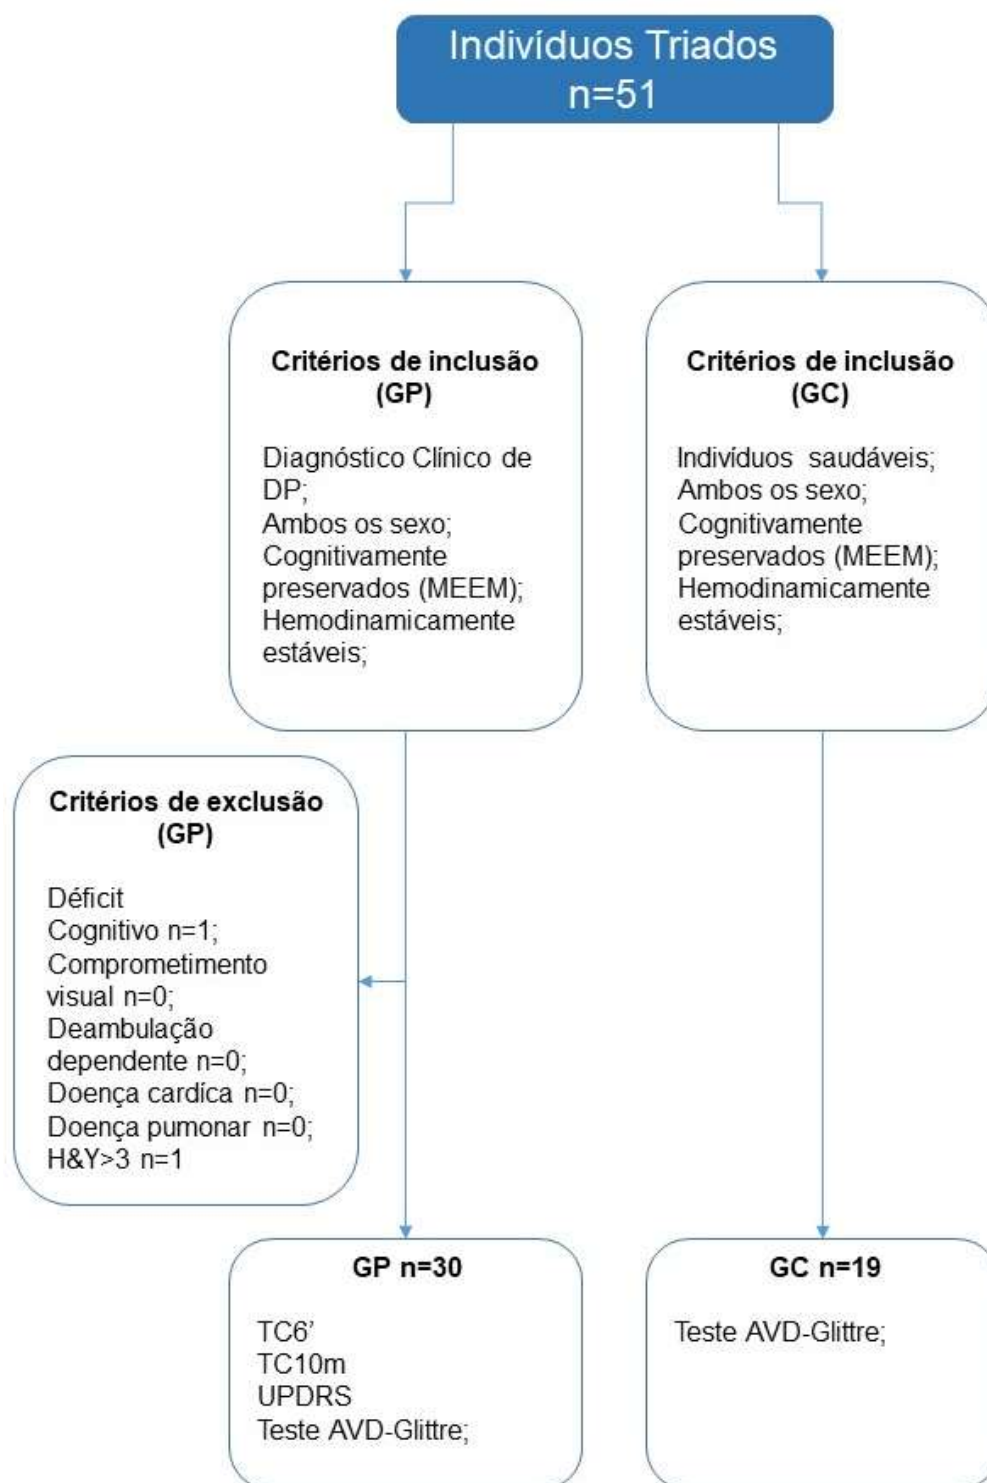 Indivíduos Triados
n=51
Critérios de inclusão
(GP)
Diagnóstico Clínico de
DP;
Ambos os sexo;
Cognitivamente
preservados (MEEM);
Hemodinamicamente
estáveis;
Critérios de inclusão
(GC)
Indivíduos saudáveis;
Ambos os sexo;
Cognitivamente
preservados (MEEM);
Hemodinamicamente
estáveis;
Critérios de exclusão
(GP)
Déficit
Cognitivo n=1;
Comprometimento
visual n=0;
Deambulação
dependente n=0;
Doença cardíca n=0;
Doença pumonar n=0;
H&Y>3 n=1
GP n=30
TC6’
TC10m
UPDRS
Teste AVD-Glittre;
GC n=19
Teste AVD-Glittre;